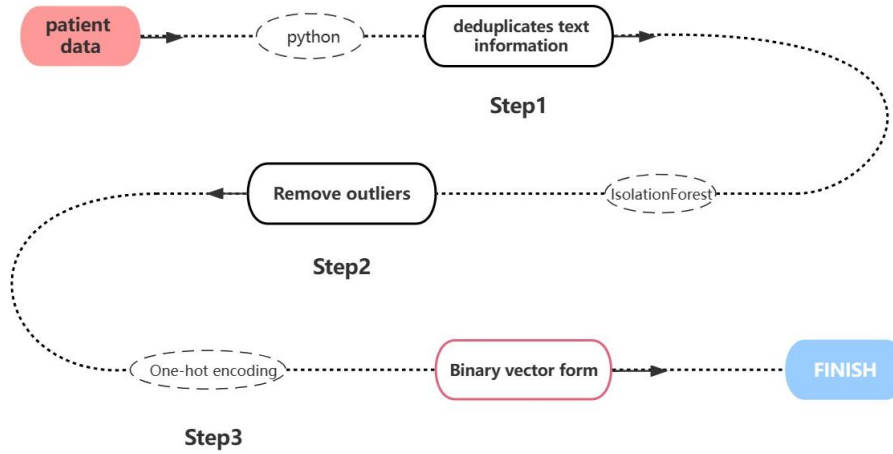 patient
data
python
deduplicates text
information
Step1
Remove outliers
IsolationForest
Step2
One-hot encoding
Binary vector form
FINISH
Step3